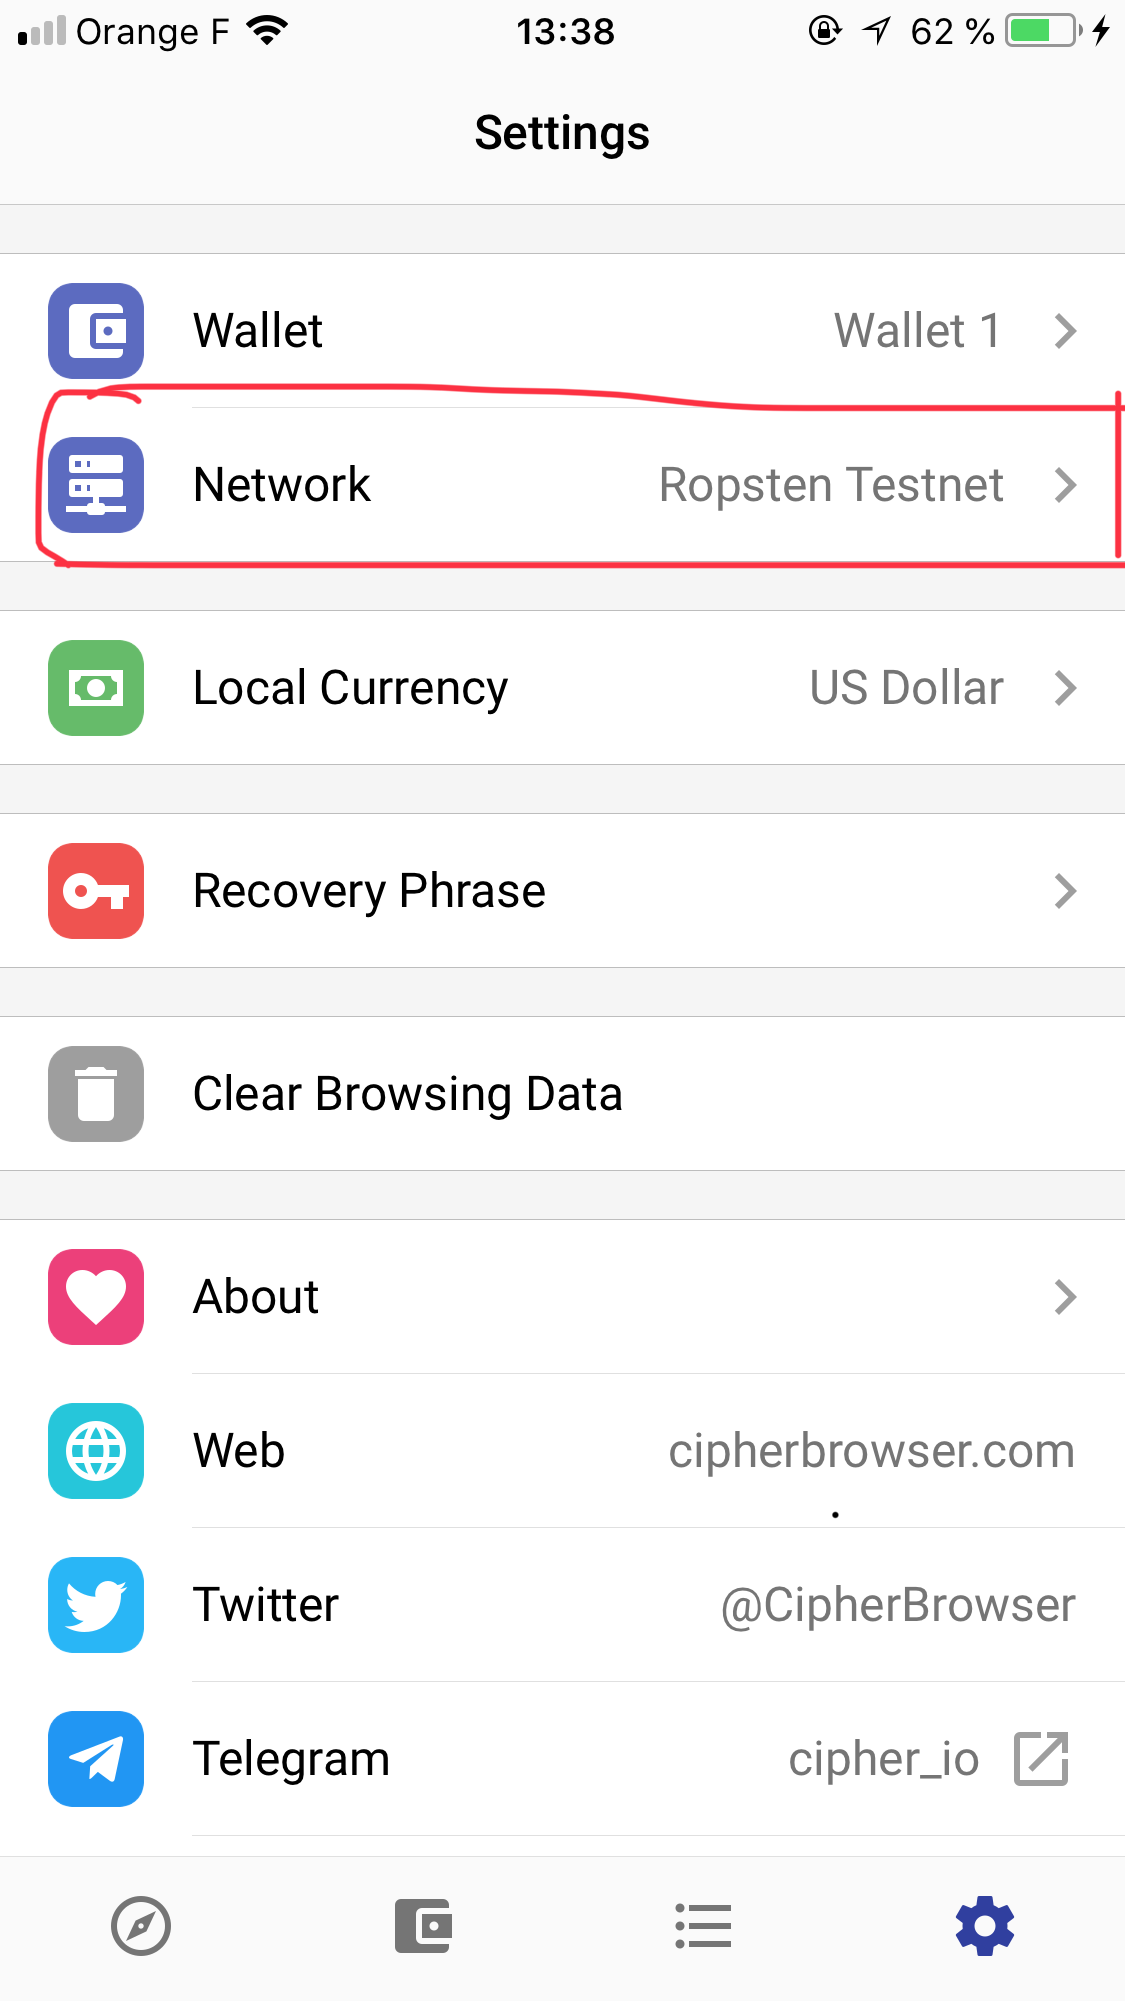 Orange F 13:38 62 %
Settings
Wallet Wallet 1
Network Ropsten Testnet
Local Currency US Dollar
Recovery Phrase
Clear Browsing Data
About
Web cipherbrowser.com
Twitter @CipherBrowser
Telegram cipher_io